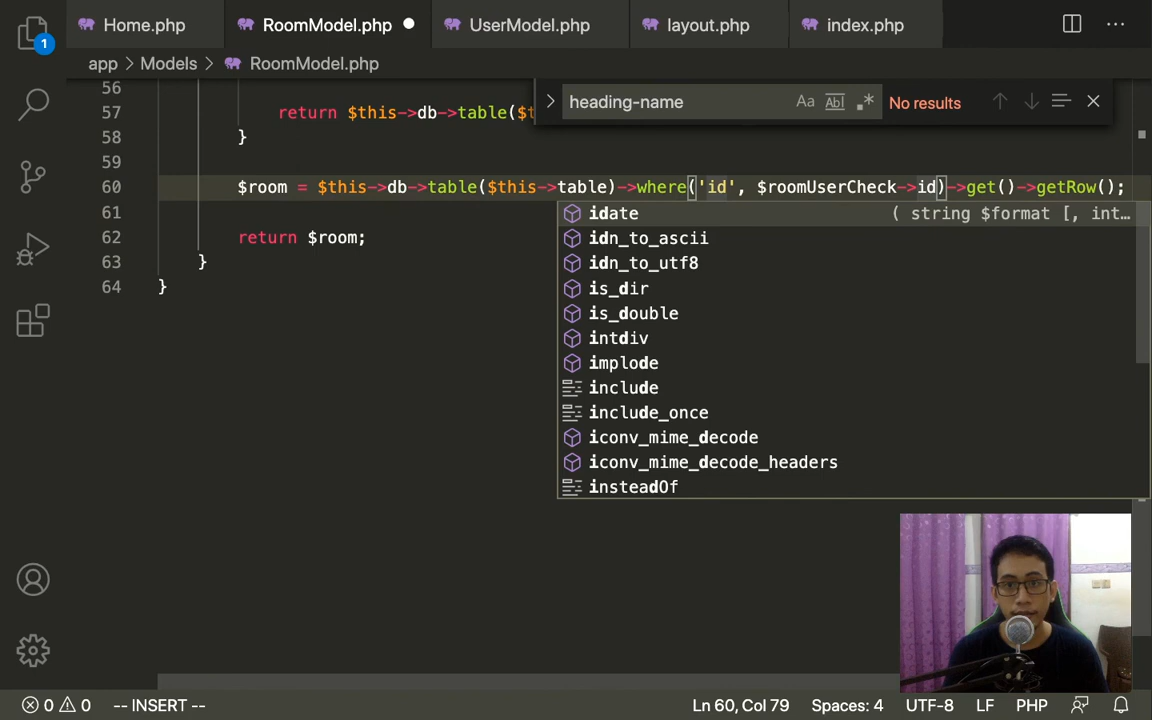 Home.php
RoomModel.php
UserModel.php
layout.php
index.php
1
app > Models > RoomModel.php
heading-name
Aa
Abl
.*
No results
56
57 return $this->db->table($t
58 }
59
60 $room = $this->db->table($this->table)->where('id', $roomUserCheck->id)->get()->getRow();
61
62 return $room;
63 }
64 }
idate ( string $format [, int…
idn_to_ascii
idn_to_utf8
is_dir
is_double
intdiv
implode
include
include_once
iconv_mime_decode
iconv_mime_decode_headers
insteadOf
0 0 -- INSERT -- Ln 60, Col 79 Spaces: 4 UTF-8 LF PHP